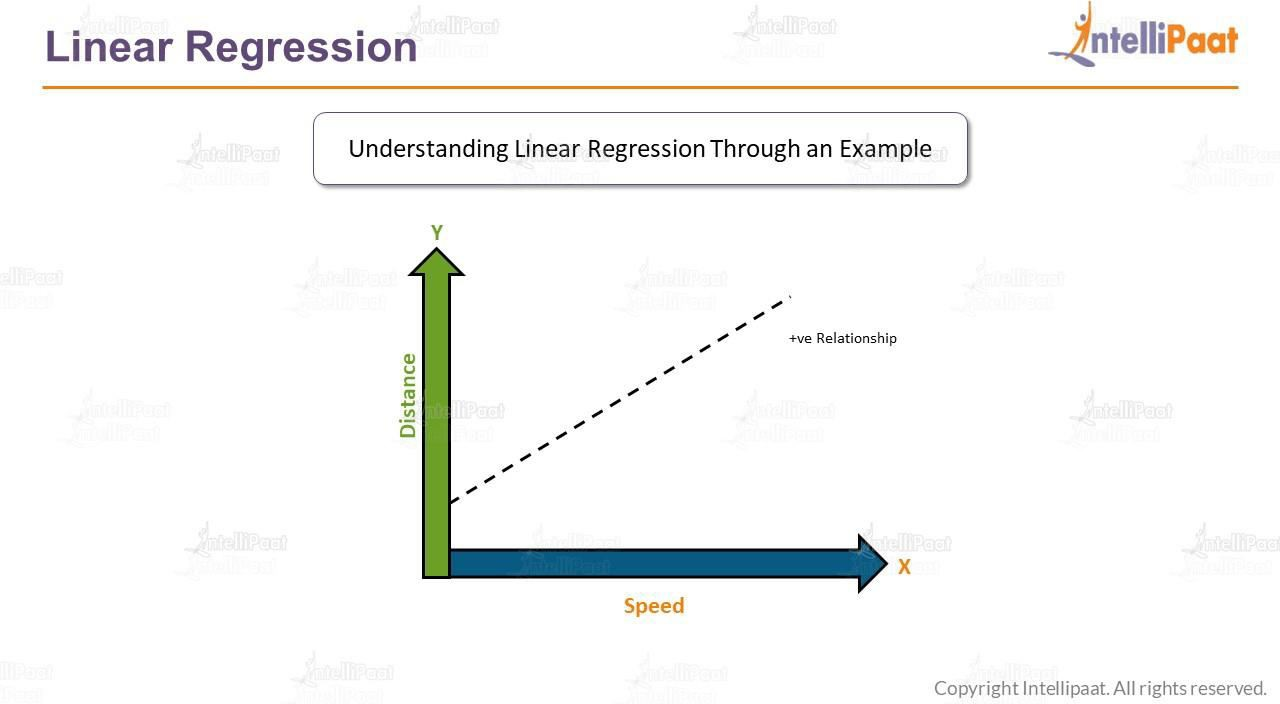 Linear Regression
IntelliPaat
Understanding Linear Regression Through an Example
Y
Distance
+ve Relationship
X
Speed
Copyright Intellipaat. All rights reserved.